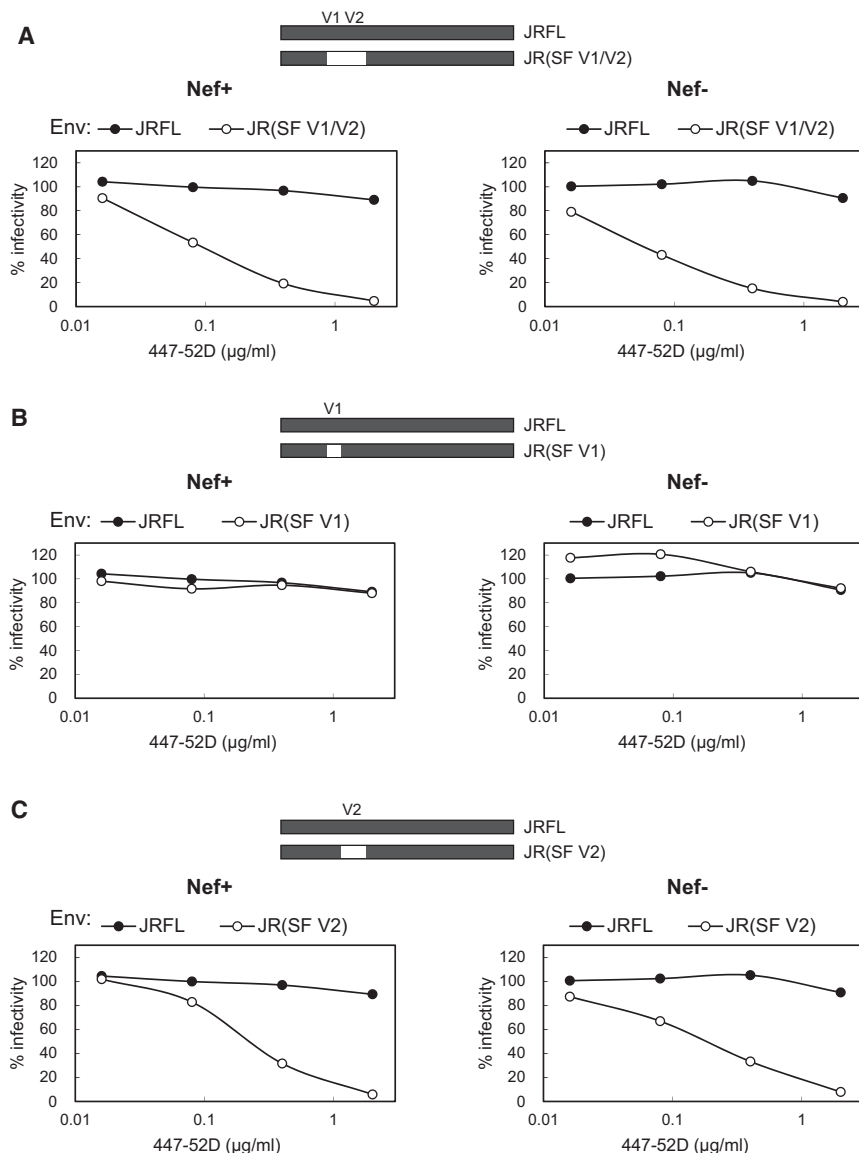 A
V1 V2
JRFL
JR(SF V1/V2)
Nef+
Nef-
Env: JRFL JR(SF V1/V2)
JRFL JR(SF V1/V2)
% infectivity
120
100
80
60
40
20
0
0.01 0.1 1
447-52D (µg/ml)
% infectivity
120
100
80
60
40
20
0
0.01 0.1 1
447-52D (µg/ml)
B
V1
JRFL
JR(SF V1)
Nef+
Nef-
Env: JRFL JR(SF V1)
JRFL JR(SF V1)
% infectivity
120
100
80
60
40
20
0
0.01 0.1 1
447-52D (µg/ml)
% infectivity
120
100
80
60
40
20
0
0.01 0.1 1
447-52D (µg/ml)
C
V2
JRFL
JR(SF V2)
Nef+
Nef-
Env: JRFL JR(SF V2)
JRFL JR(SF V2)
% infectivity
120
100
80
60
40
20
0
0.01 0.1 1
447-52D (µg/ml)
% infectivity
120
100
80
60
40
20
0
0.01 0.1 1
447-52D (µg/ml)